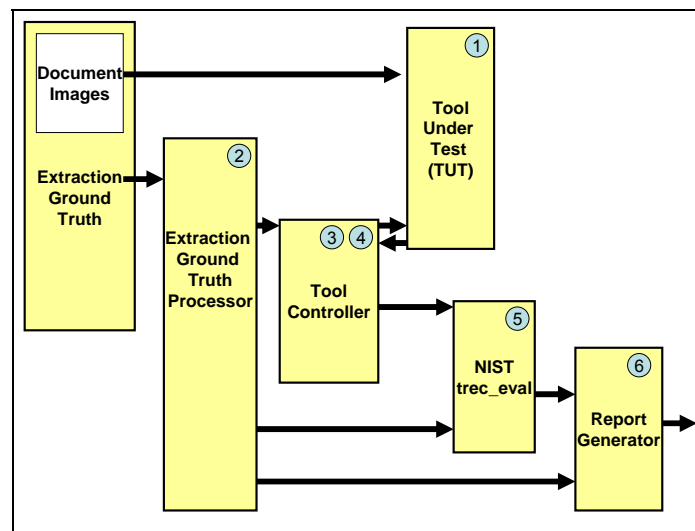 Document
Images
Extraction
Ground
Truth
1
Tool
Under
Test
(TUT)
2
Extraction
Ground
Truth
Processor
3 4
Tool
Controller
5
NIST
trec_eval
6
Report
Generator